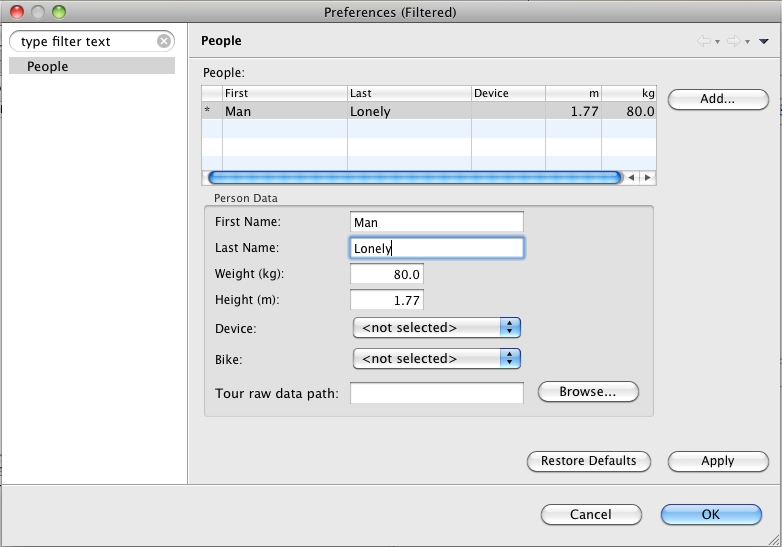 Preferences (Filtered)
type filter text
People
People
People:
First Last Device m kg
* Man Lonely 1.77 80.0
Add...
Person Data
First Name: Man
Last Name: Lonely
Weight (kg): 80.0
Height (m): 1.77
Device: <not selected>
Bike: <not selected>
Tour raw data path: Browse...
Restore Defaults Apply
Cancel OK